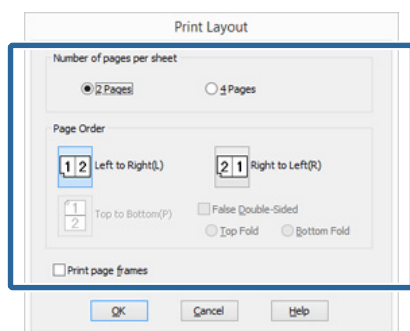 Print Layout
Number of pages per sheet
2 Pages 4 Pages
Page Order
1 2 Left to Right(L) 2 1 Right to Left(R)
1 2 Top to Bottom(P) False Double-Sided
Top Fold Bottom Fold
Print page frames
OK Cancel Help